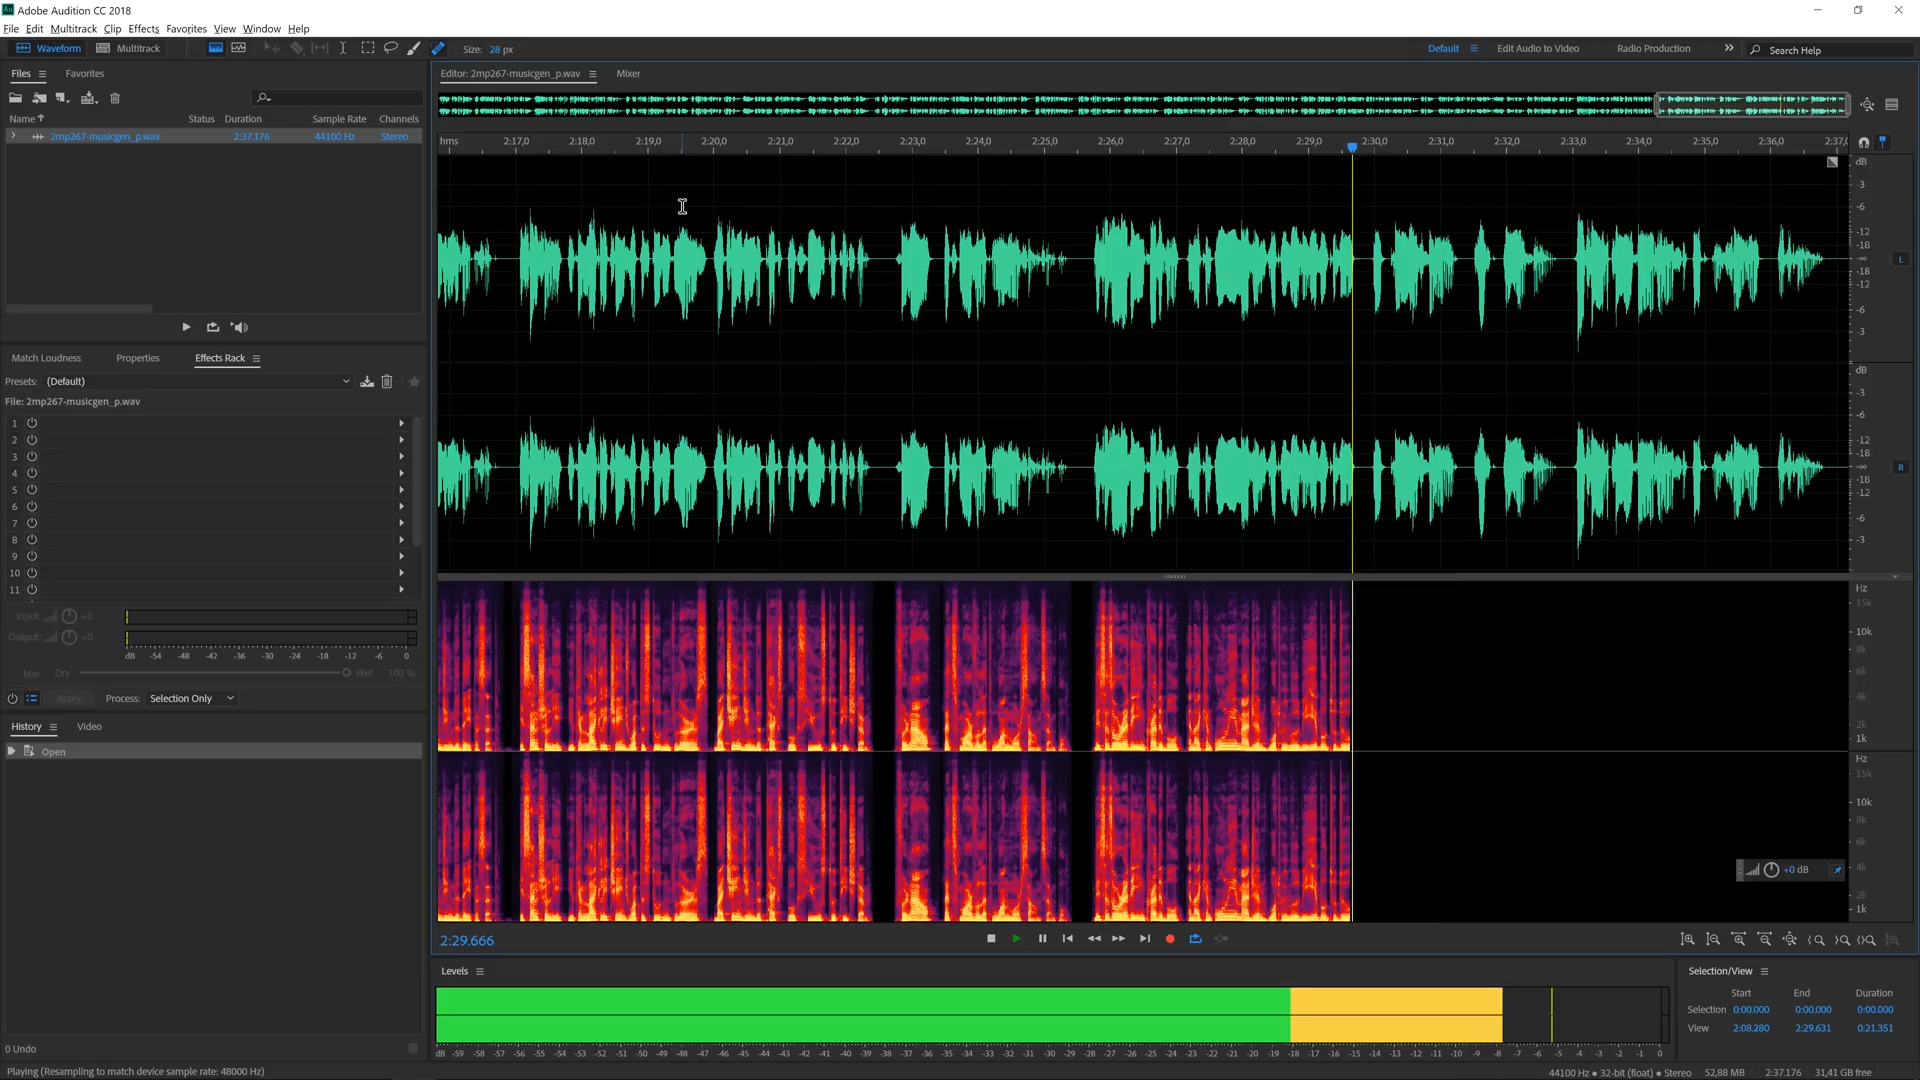 Adobe Audition CC 2018
File Edit Multitrack Clip Effects Favorites View Window Help
Waveform Multitrack Size: 28 px Default Edit Audio to Video Radio Production Search Help
Files Favorites
Name Status Duration Sample Rate Channels
2mp267-musicgen_p.wav 2:37.176 44100 Hz Stereo
Match Loudness Properties Effects Rack
Presets: (Default)
File: 2mp267-musicgen_p.wav
1
2
3
4
5
6
7
8
9
10
11
Input: +0
Output: +0
dB -54 -48 -42 -36 -30 -24 -18 -12 -6 0
Mix: Dry Wet 100 %
Apply Process: Selection Only
History Video
Open
0 Undo
Playing (Resampling to match device sample rate: 48000 Hz)
Editor: 2mp267-musicgen_p.wav Mixer
hms 2:17,0 2:18,0 2:19,0 2:20,0 2:21,0 2:22,0 2:23,0 2:24,0 2:25,0 2:26,0 2:27,0 2:28,0 2:29,0 2:30,0 2:31,0 2:32,0 2:33,0 2:34,0 2:35,0 2:36,0 2:37,
dB
-3
-6
-12
-18
-∞
-18
-12
-6
-3
L
dB
-3
-6
-12
-18
-∞
-18
-12
-6
-3
R
Hz
15k
10k
8k
6k
4k
2k
1k
Hz
15k
10k
8k
6k
4k
2k
1k
+0 dB
2:29.666
Levels
dB -59 -58 -57 -56 -55 -54 -53 -52 -51 -50 -49 -48 -47 -46 -45 -44 -43 -42 -41 -40 -39 -38 -37 -36 -35 -34 -33 -32 -31 -30 -29 -28 -27 -26 -25 -24 -23 -22 -21 -20 -19 -18 -17 -16 -15 -14 -13 -12 -11 -10 -9 -8 -7 -6 -5 -4 -3 -2 -1 0
Selection/View
Start End Duration
Selection 0:00.000 0:00.000 0:00.000
View 2:08.280 2:29.631 0:21.351
44100 Hz • 32-bit (float) • Stereo 52,88 MB 2:37.176 31,41 GB free